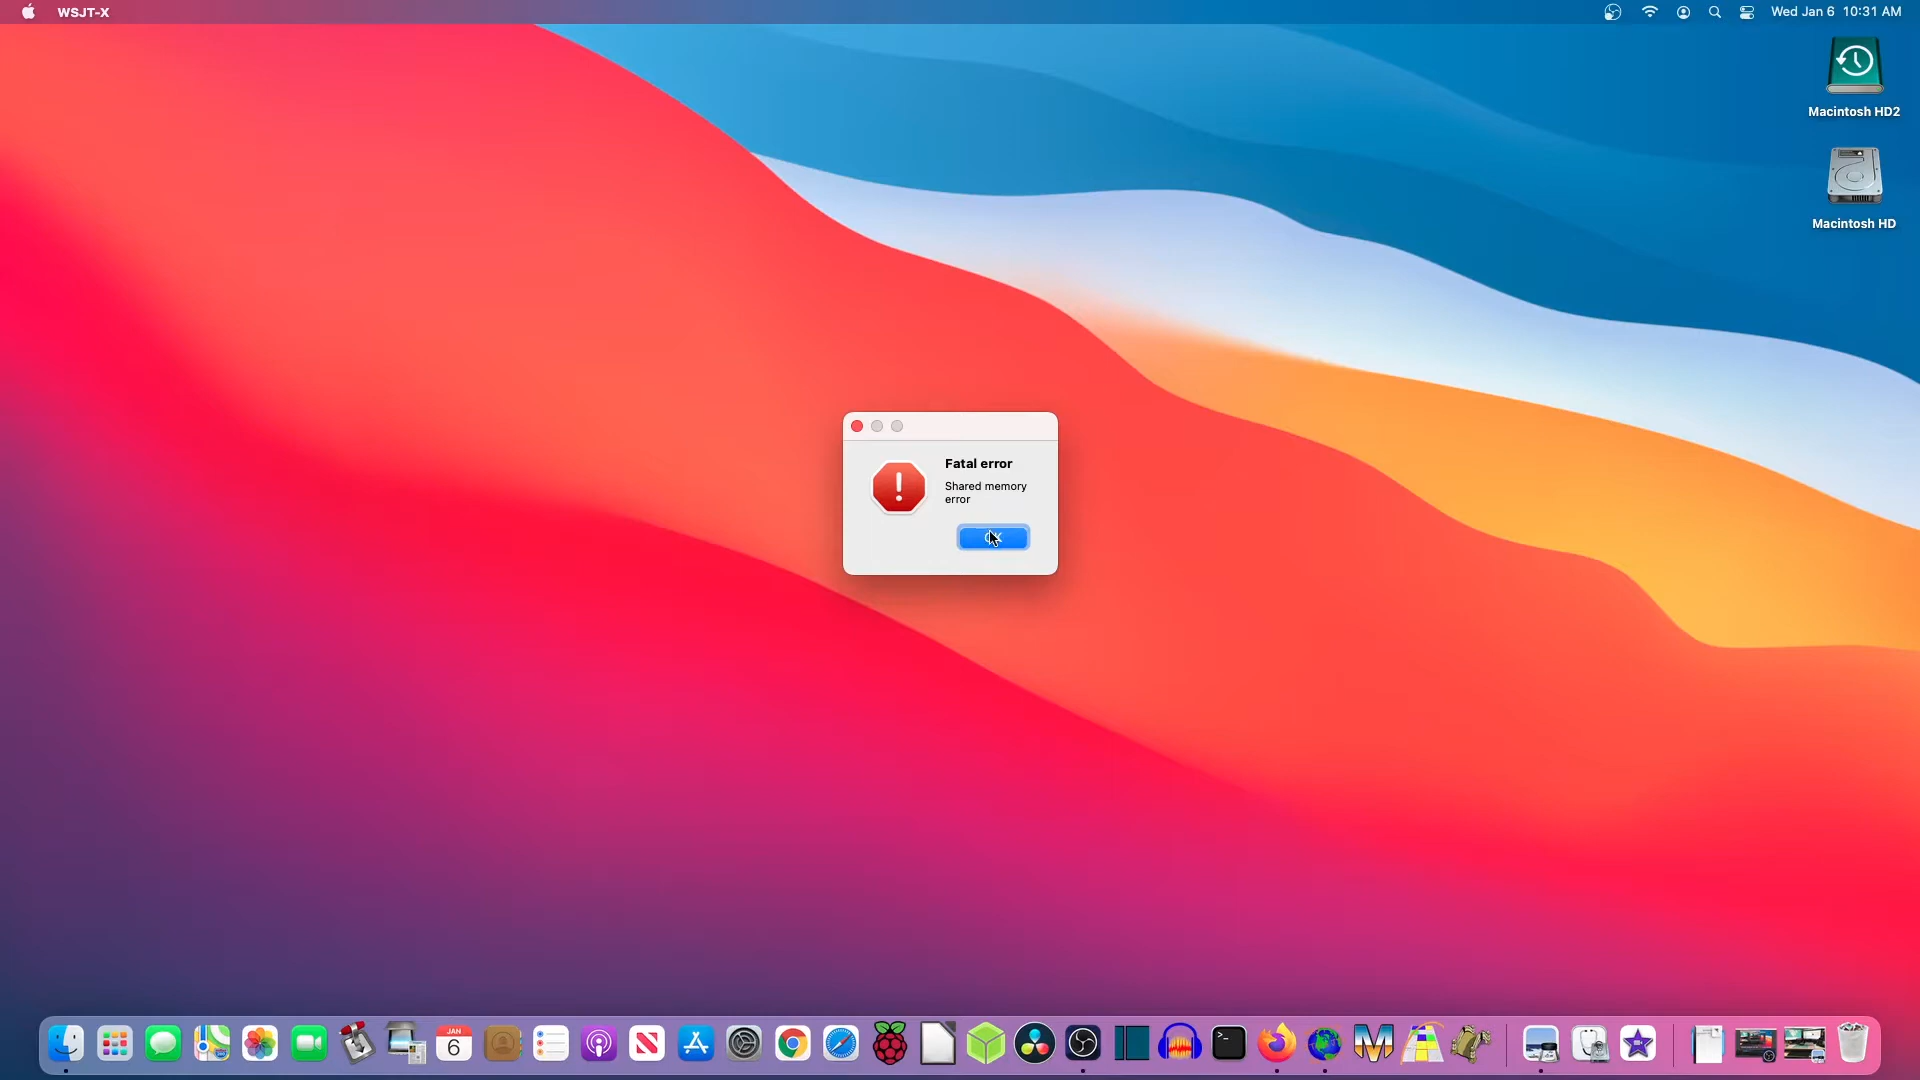 WSJT-X
Wed Jan 6 10:31 AM
Macintosh HD2
Macintosh HD
Fatal error
Shared memory
error
JAN
6